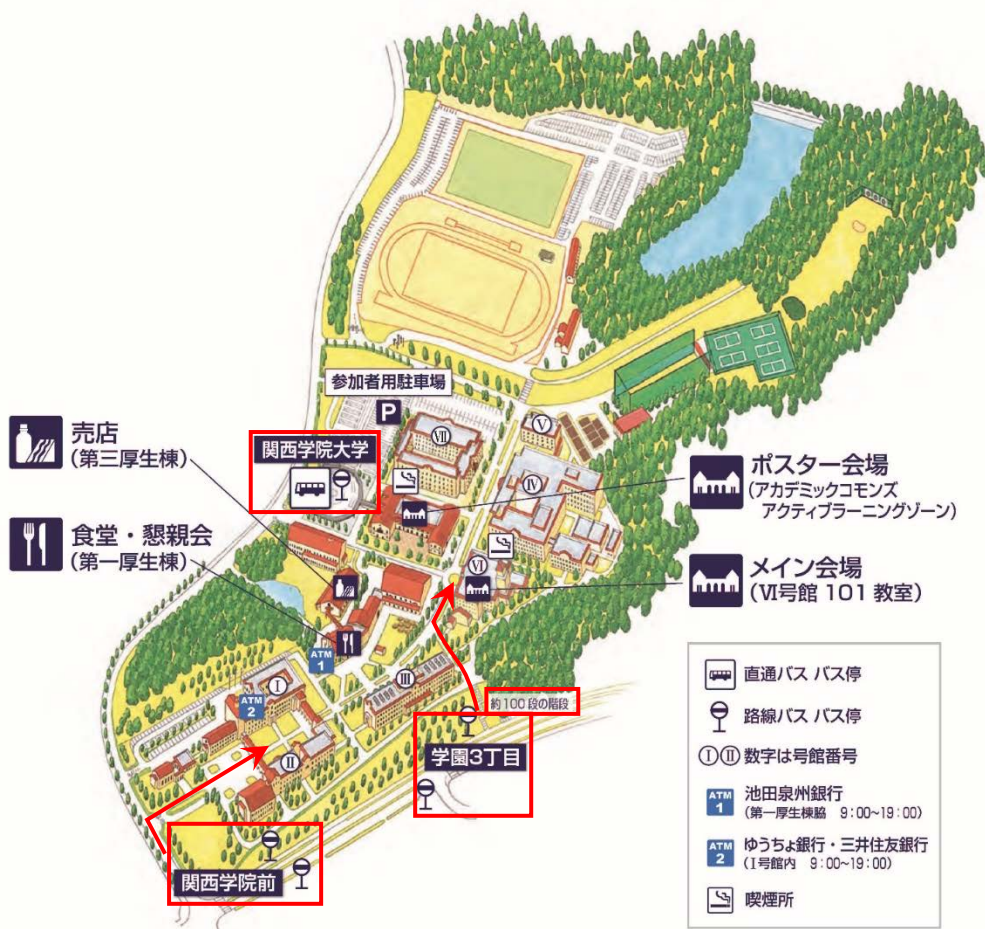 参加者用駐車場
P
関西学院大学
売店
(第三厚生棟)
食堂・懇親会
(第一厚生棟)
ポスター会場
(アカデミックコモンズ
アクティブラーニングゾーン)
メイン会場
(Ⅵ号館 101 教室)
Ⅶ
Ⅴ
Ⅳ
Ⅵ
ATM
1
ATM
2
Ⅰ
Ⅱ
Ⅲ
約100段の階段
学園3丁目
関西学院前
直通バス バス停
路線バス バス停
ⅠⅡ 数字は号館番号
ATM
1
池田泉州銀行
(第一厚生棟脇 9:00~19:00)
ATM
2
ゆうちょ銀行・三井住友銀行
(Ⅰ号館内 9:00~19:00)
喫煙所